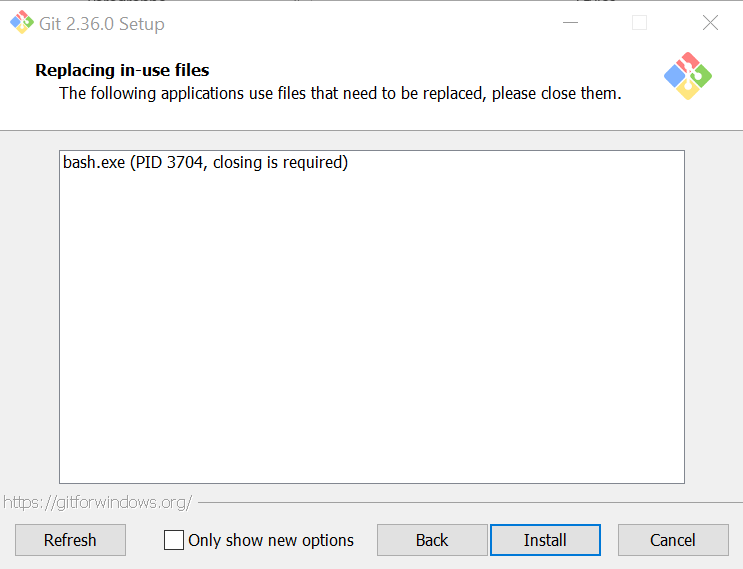 Git 2.36.0 Setup
Replacing in-use files
The following applications use files that need to be replaced, please close them.
bash.exe (PID 3704, closing is required)
https://gitforwindows.org/
Refresh
Only show new options
Back
Install
Cancel